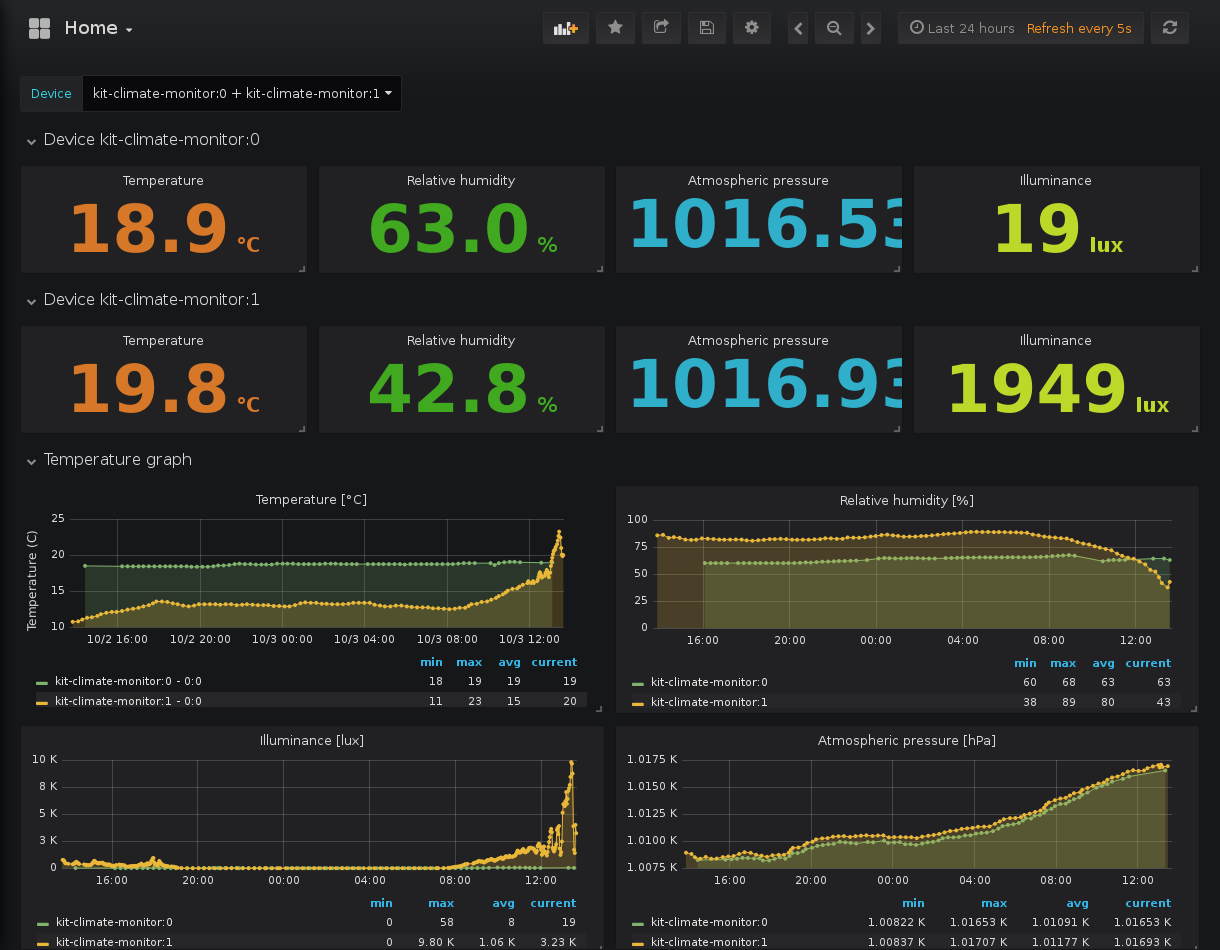 Home
Last 24 hours Refresh every 5s
Device kit-climate-monitor:0 + kit-climate-monitor:1
Device kit-climate-monitor:0
Temperature Relative humidity Atmospheric pressure Illuminance
18.9 °C 63.0 % 1016.53 19 lux
Device kit-climate-monitor:1
Temperature Relative humidity Atmospheric pressure Illuminance
19.8 °C 42.8 % 1016.93 1949 lux
Temperature graph
Temperature [°C]
Temperature (C)
25
20
15
10
10/2 16:00 10/2 20:00 10/3 00:00 10/3 04:00 10/3 08:00 10/3 12:00
min max avg current
kit-climate-monitor:0 - 0:0 18 19 19 19
kit-climate-monitor:1 - 0:0 11 23 15 20
Relative humidity [%]
100
75
50
25
0
16:00 20:00 00:00 04:00 08:00 12:00
min max avg current
kit-climate-monitor:0 60 68 63 63
kit-climate-monitor:1 38 89 80 43
Illuminance [lux]
10 K
8 K
5 K
3 K
0
16:00 20:00 00:00 04:00 08:00 12:00
min max avg current
kit-climate-monitor:0 0 58 8 19
kit-climate-monitor:1 0 9.80 K 1.06 K 3.23 K
Atmospheric pressure [hPa]
1.0175 K
1.0150 K
1.0125 K
1.0100 K
1.0075 K
16:00 20:00 00:00 04:00 08:00 12:00
min max avg current
kit-climate-monitor:0 1.00822 K 1.01653 K 1.01091 K 1.01653 K
kit-climate-monitor:1 1.00837 K 1.01707 K 1.01177 K 1.01693 K